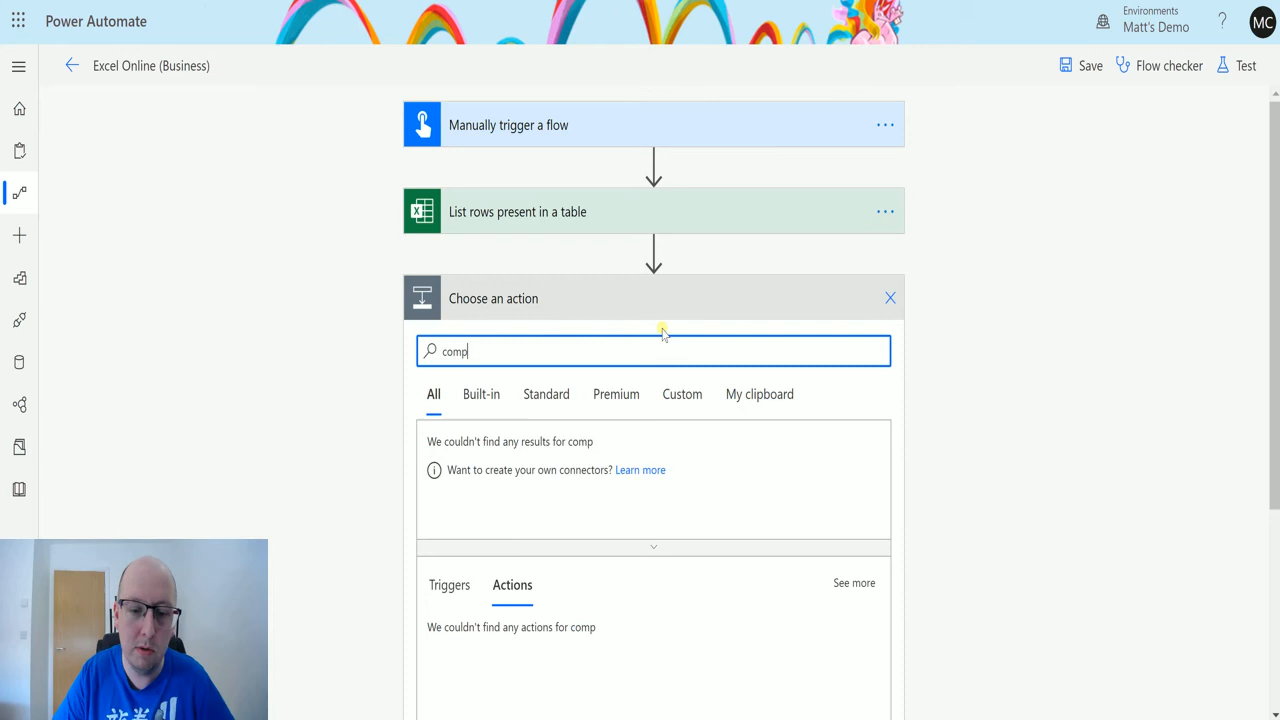 Power Automate
Environments
Matt's Demo
?
MC
Excel Online (Business)
Save
Flow checker
Test
Manually trigger a flow
List rows present in a table
Choose an action
comp
All
Built-in
Standard
Premium
Custom
My clipboard
We couldn't find any results for comp
Want to create your own connectors? Learn more
Triggers
Actions
See more
We couldn't find any actions for comp